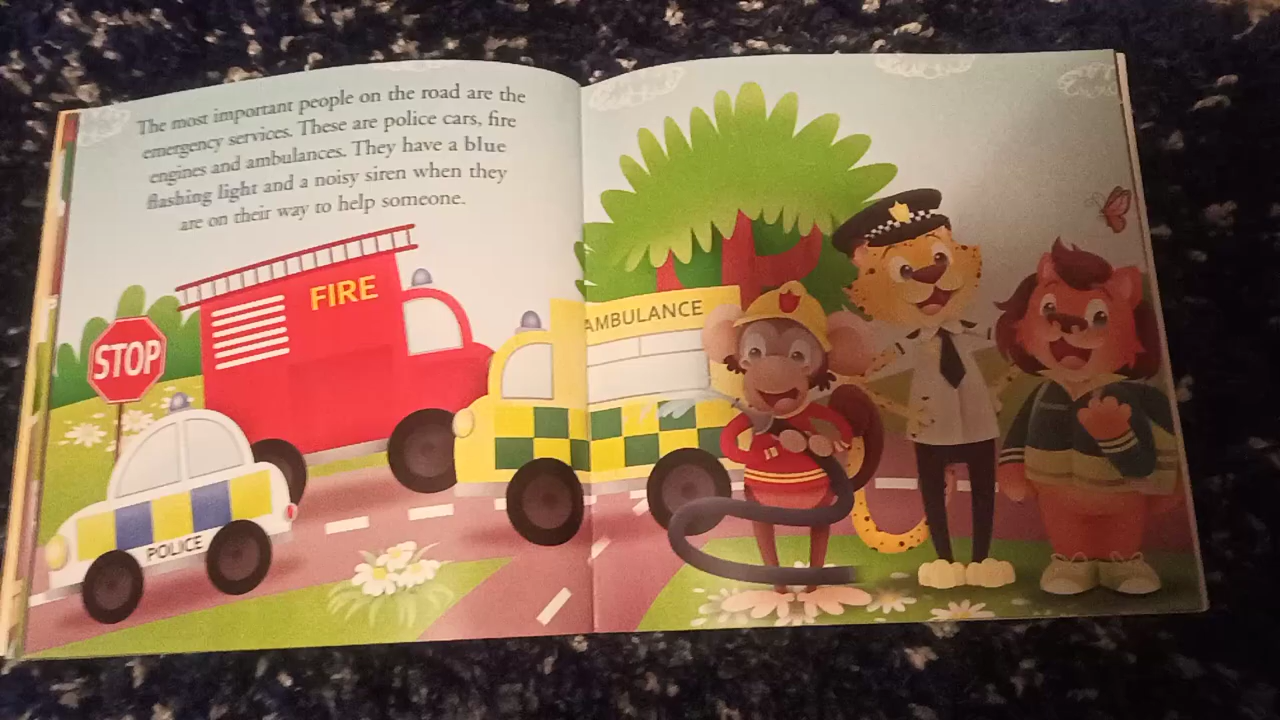 The most important people on the road are the
emergency services. These are police cars, fire
engines and ambulances. They have a blue
flashing light and a noisy siren when they
are on their way to help someone.
FIRE
AMBULANCE
STOP
POLICE